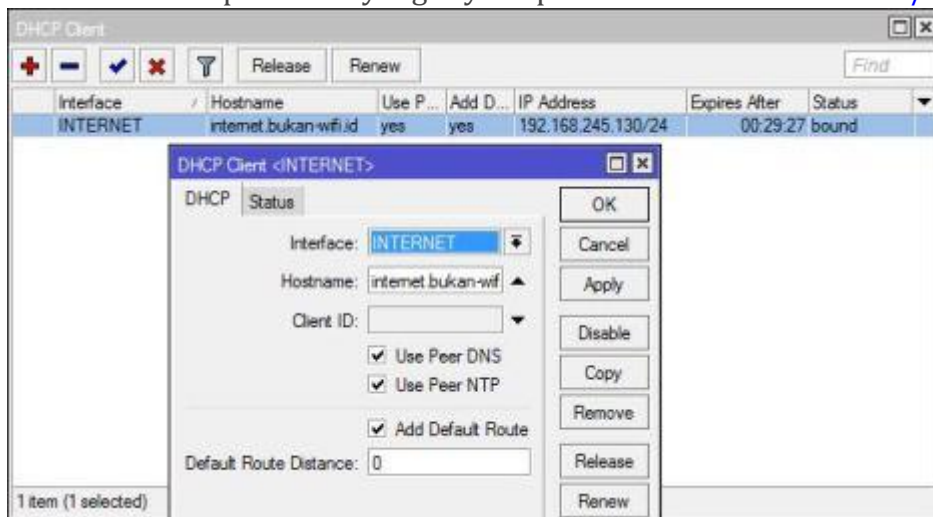 DHCP Client
Release Renew Find
Interface / Hostname Use P... Add D... IP Address Expires After Status
INTERNET internet.bukan-wifi.id yes yes 192.168.245.130/24 00:29:27 bound
DHCP Client <INTERNET>
DHCP Status OK
Interface: INTERNET Cancel
Hostname: internet.bukan-wif Apply
Client ID: Disable
Use Peer DNS
Use Peer NTP Copy
Remove
Add Default Route
Default Route Distance: 0 Release
1 item (1 selected) Renew